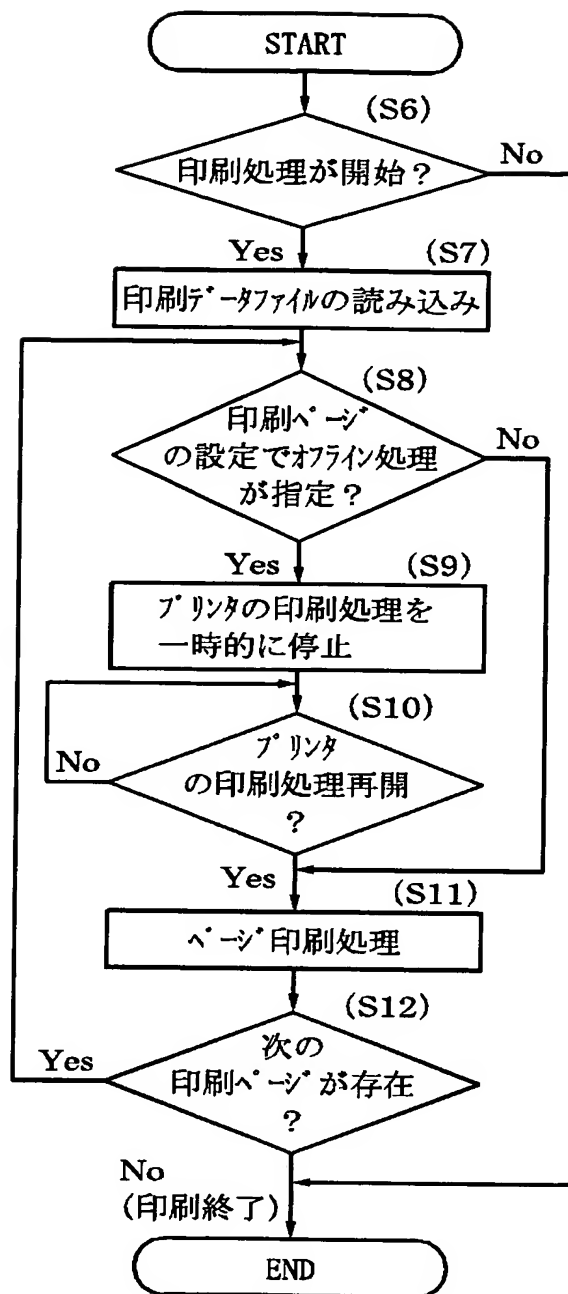 START
(S6)
印刷処理が開始?
No
Yes
(S7)
印刷データファイルの読み込み
(S8)
印刷ページ
の設定でオフライン処理
が指定?
No
Yes
(S9)
プリンタの印刷処理を
一時的に停止
(S10)
プリンタ
の印刷処理再開
?
No
Yes
(S11)
ページ印刷処理
(S12)
次の
印刷ページが存在
?
Yes
No
(印刷終了)
END